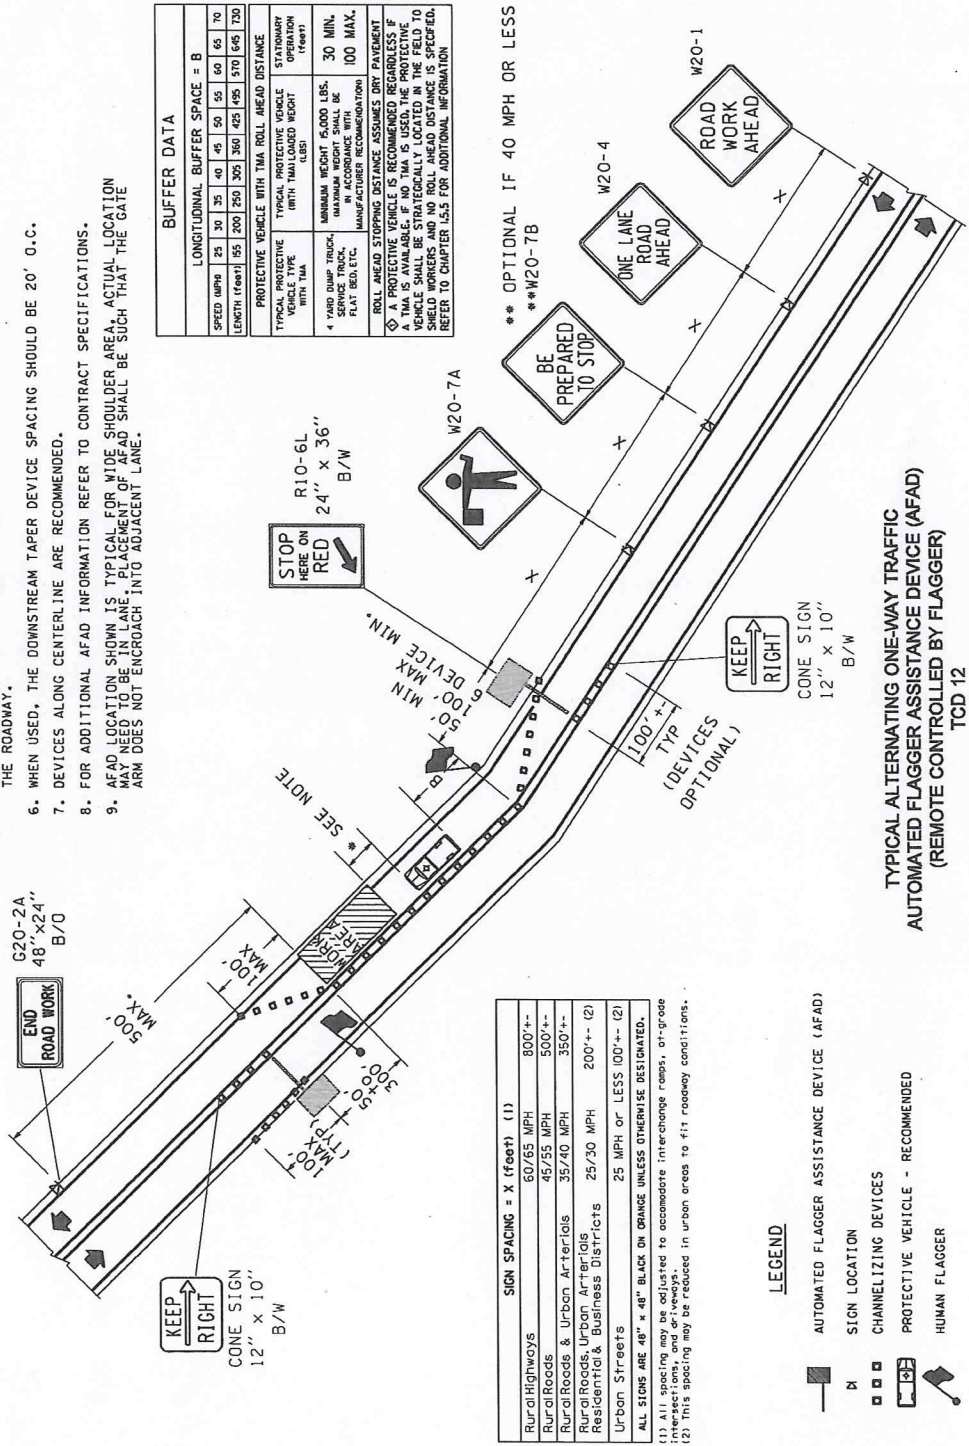 THE ROADWAY.
6. WHEN USED, THE DOWNSTREAM TAPER DEVICE SPACING SHOULD BE 20' O.C.
7. DEVICES ALONG CENTERLINE ARE RECOMMENDED.
8. FOR ADDITIONAL AFAD INFORMATION REFER TO CONTRACT SPECIFICATIONS.
9. AFAD LOCATION SHOWN IS TYPICAL FOR WIDE SHOULDER AREA. ACTUAL LOCATION
MAY NEED TO BE IN LANE. PLACEMENT OF AFAD SHALL BE SUCH THAT THE GATE
ARM DOES NOT ENCROACH INTO ADJACENT LANE.
BUFFER DATA
LONGITUDINAL BUFFER SPACE = B
SPEED (MPH) 25 30 35 40 45 50 55 60 65 70
LENGTH (feet) 155 200 250 305 360 425 495 570 645 730
PROTECTIVE VEHICLE WITH TMA ROLL AHEAD DISTANCE
TYPICAL PROTECTIVE
VEHICLE TYPE
WITH TMA
TYPICAL PROTECTIVE VEHICLE
(WITH TMA) LOADED WEIGHT
(LBS)
STATIONARY
OPERATION
(feet)
4 YARD DUMP TRUCK,
SERVICE TRUCK,
FLAT BED, ETC.
MINIMUM WEIGHT 15,000 LBS.
(MAXIMUM WEIGHT SHALL BE
IN ACCORDANCE WITH
MANUFACTURER RECOMMENDATION)
30 MIN.
100 MAX.
ROLL AHEAD STOPPING DISTANCE ASSUMES DRY PAVEMENT
A PROTECTIVE VEHICLE IS RECOMMENDED REGARDLESS IF
A TMA IS AVAILABLE. IF NO TMA IS USED, THE PROTECTIVE
VEHICLE SHALL BE STRATEGICALLY LOCATED IN THE FIELD TO
SHIELD WORKERS AND NO ROLL AHEAD DISTANCE IS SPECIFIED.
REFER TO CHAPTER 1.5.5 FOR ADDITIONAL INFORMATION
G20-2A
48"x24"
B/O
END
ROAD WORK
500'
MAX.
100'
MAX
WORK
AREA
* SEE NOTE
B
50' MIN
100' MAX
6 DEVICE MIN.
STOP
HERE ON
RED
R10-6L
24" x 36"
B/W
W20-7A
** OPTIONAL IF 40 MPH OR LESS
**W20-7B
BE
PREPARED
TO STOP
W20-4
ONE LANE
ROAD
AHEAD
W20-1
ROAD
WORK
AHEAD
X
X
X
X
50'
TO
300'
100'
MAX
(TYP)
KEEP
RIGHT
CONE SIGN
12" x 10"
B/W
100'+-
TYP
(DEVICES
OPTIONAL)
KEEP
RIGHT
CONE SIGN
12" x 10"
B/W
SIGN SPACING = X (feet) (1)
Rural Highways 60/65 MPH 800'+-
Rural Roads 45/55 MPH 500'+-
Rural Roads & Urban Arterials 35/40 MPH 350'+-
Rural Roads, Urban Arterials
Residential & Business Districts 25/30 MPH 200'+- (2)
Urban Streets 25 MPH or LESS 100'+- (2)
ALL SIGNS ARE 48" x 48" BLACK ON ORANGE UNLESS OTHERWISE DESIGNATED.
(1) All spacing may be adjusted to accomodate interchange ramps, at-grade
intersections, and driveways.
(2) This spacing may be reduced in urban areas to fit roadway conditions.
LEGEND
AUTOMATED FLAGGER ASSISTANCE DEVICE (AFAD)
SIGN LOCATION
CHANNELIZING DEVICES
PROTECTIVE VEHICLE - RECOMMENDED
HUMAN FLAGGER
TYPICAL ALTERNATING ONE-WAY TRAFFIC
AUTOMATED FLAGGER ASSISTANCE DEVICE (AFAD)
(REMOTE CONTROLLED BY FLAGGER)
TCD 12